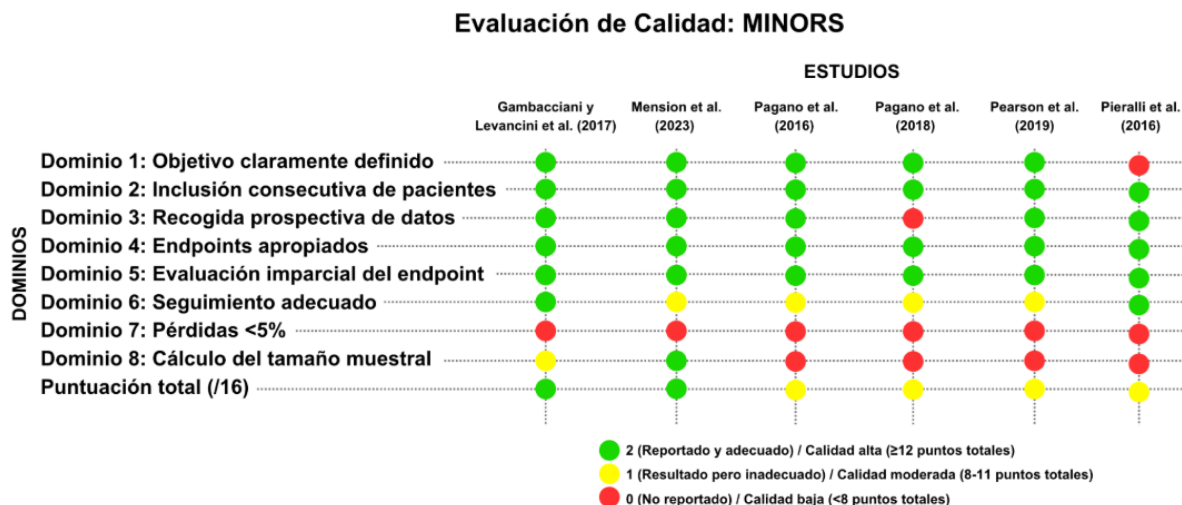 Evaluación de Calidad: MINORS
ESTUDIOS
Gambacciani y
Levancini et al. (2017)
Mension et al.
(2023)
Pagano et al.
(2016)
Pagano et al.
(2018)
Pearson et al.
(2019)
Pieralli et al.
(2016)
DOMINIOS
Dominio 1: Objetivo claramente definido
Dominio 2: Inclusión consecutiva de pacientes
Dominio 3: Recogida prospectiva de datos
Dominio 4: Endpoints apropiados
Dominio 5: Evaluación imparcial del endpoint
Dominio 6: Seguimiento adecuado
Dominio 7: Pérdidas <5%
Dominio 8: Cálculo del tamaño muestral
Puntuación total (/16)
2 (Reportado y adecuado) / Calidad alta (≥12 puntos totales)
1 (Resultado pero inadecuado) / Calidad moderada (8-11 puntos totales)
0 (No reportado) / Calidad baja (<8 puntos totales)